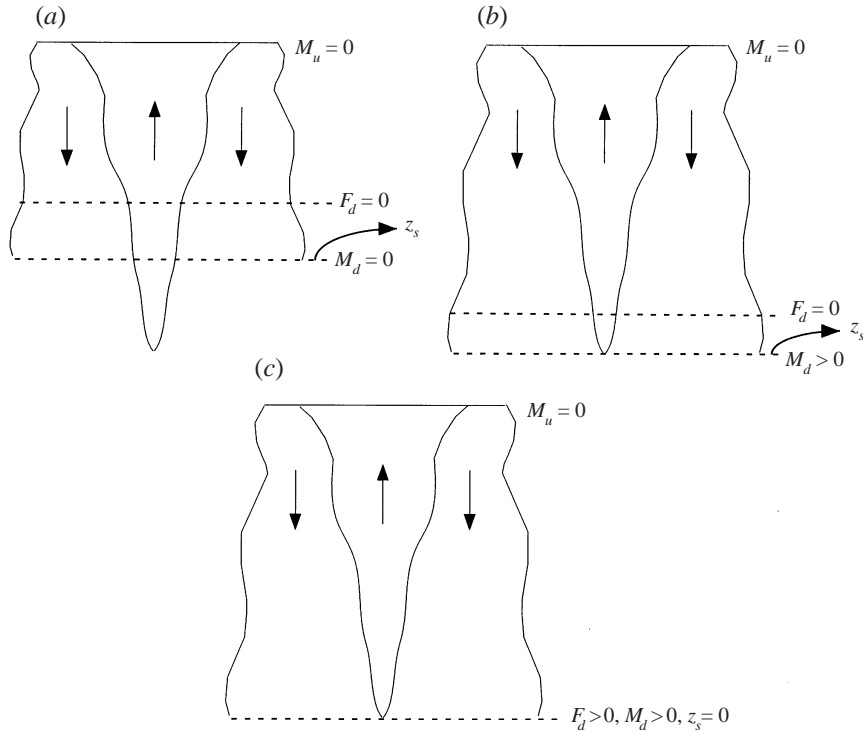 (a)
M_u = 0
F_d = 0
z_s
M_d = 0
(b)
M_u = 0
F_d = 0
z_s
M_d > 0
(c)
M_u = 0
F_d > 0, M_d > 0, z_s = 0